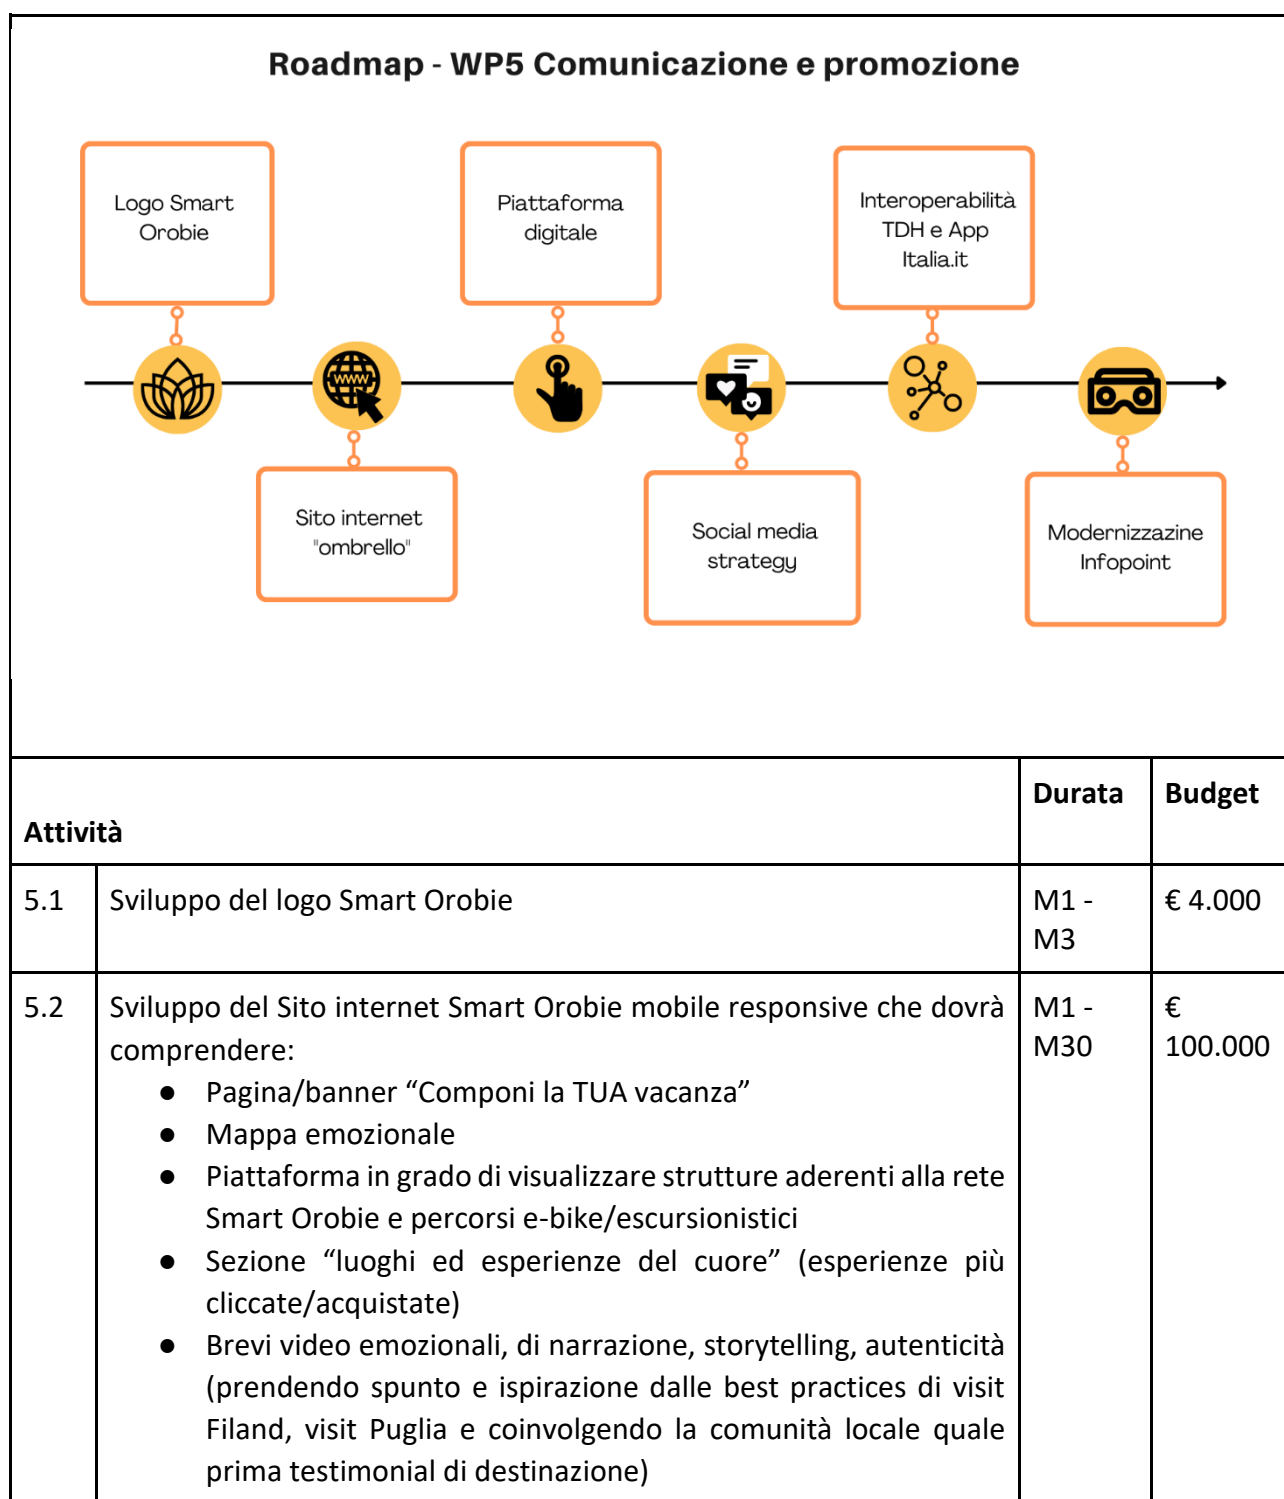 Roadmap - WP5 Comunicazione e promozione
Logo Smart
Orobie
Piattaforma
digitale
Interoperabilità
TDH e App
Italia.it
WWW
Sito internet
"ombrello"
Social media
strategy
Modernizzazine
Infopoint
Attività
Durata
Budget
5.1
Sviluppo del logo Smart Orobie
M1 -
M3
€ 4.000
5.2
Sviluppo del Sito internet Smart Orobie mobile responsive che dovrà
comprendere:
● Pagina/banner “Componi la TUA vacanza”
● Mappa emozionale
● Piattaforma in grado di visualizzare strutture aderenti alla rete
Smart Orobie e percorsi e-bike/escursionistici
● Sezione “luoghi ed esperienze del cuore” (esperienze più
cliccate/acquistate)
● Brevi video emozionali, di narrazione, storytelling, autenticità
(prendendo spunto e ispirazione dalle best practices di visit
Filand, visit Puglia e coinvolgendo la comunità locale quale
prima testimonial di destinazione)
M1 -
M30
€
100.000